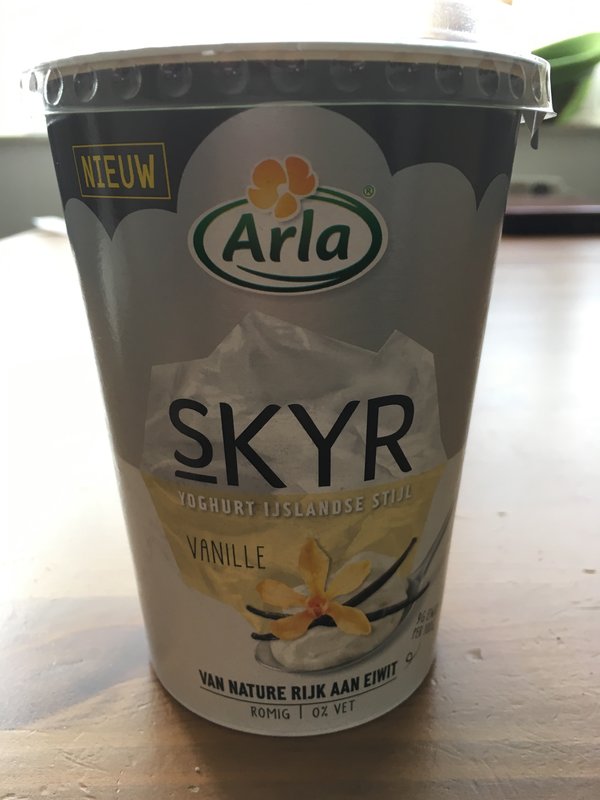 NIEUW
Arla®
SKYR
YOGHURT IJSLANDSE STIJL
VANILLE
VAN NATURE RIJK AAN EIWIT
ROMIG | 0% VET